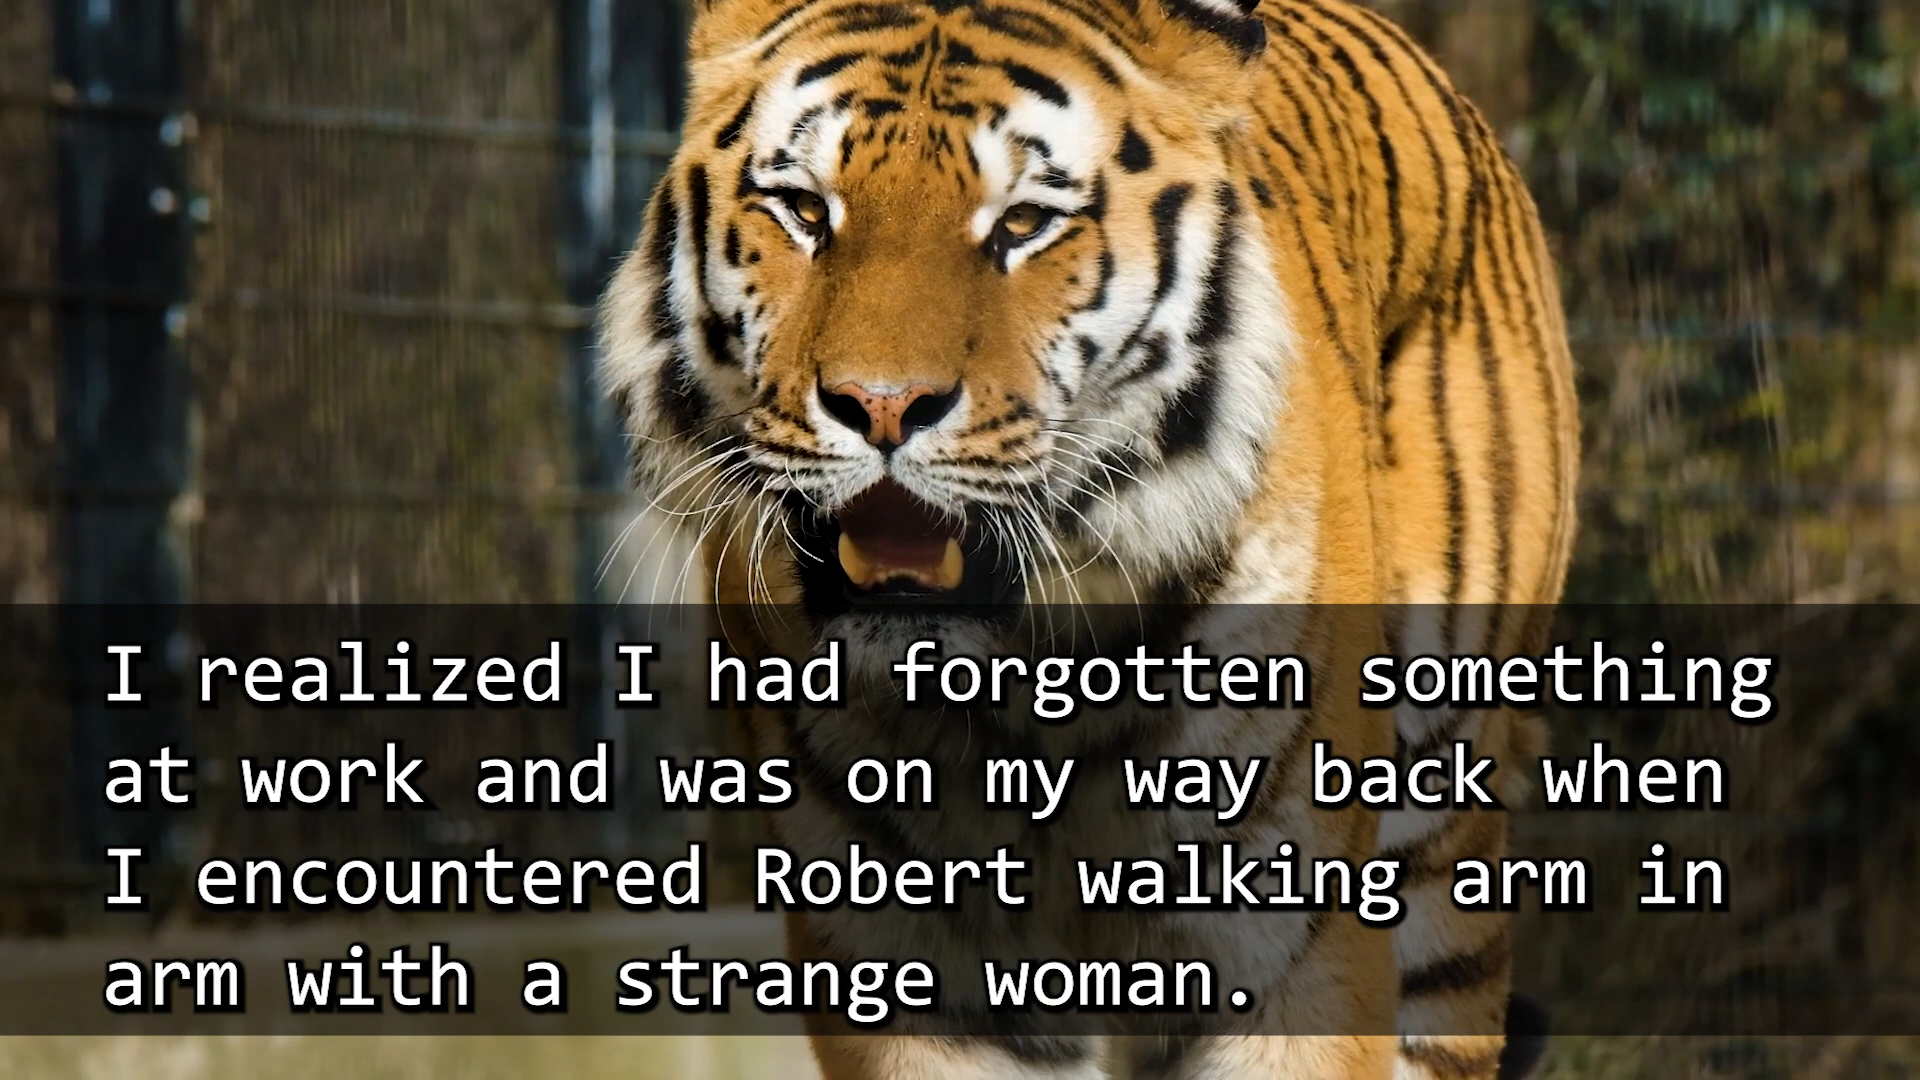 I realized I had forgotten something
at work and was on my way back when
I encountered Robert walking arm in
arm with a strange woman.